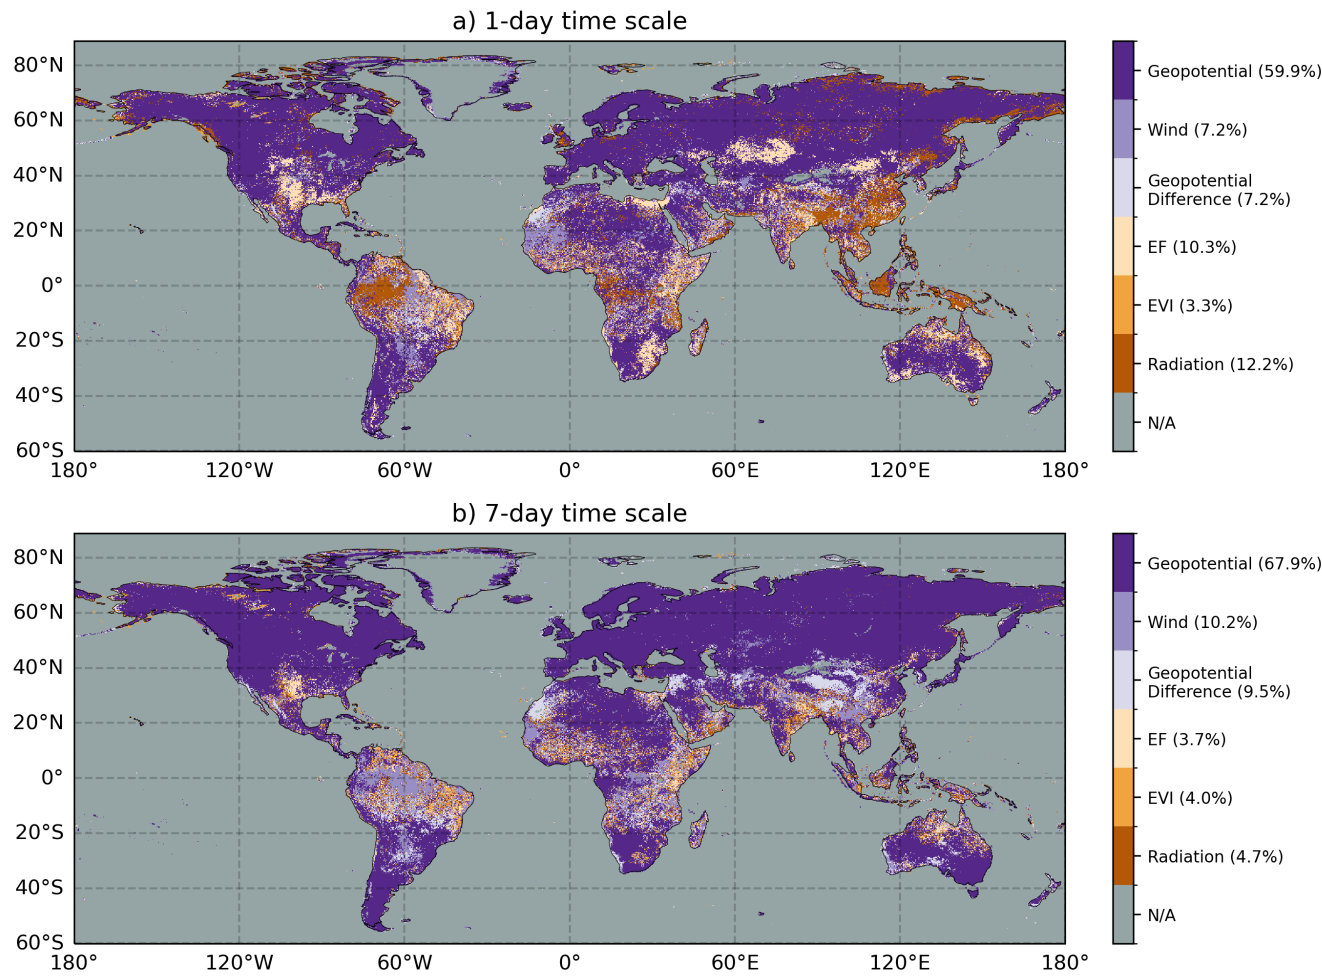 a) 1-day time scale
80°N
60°N
40°N
20°N
0°
20°S
40°S
60°S
180°
120°W
60°W
0°
60°E
120°E
180°
Geopotential (59.9%)
Wind (7.2%)
Geopotential
Difference (7.2%)
EF (10.3%)
EVI (3.3%)
Radiation (12.2%)
N/A
b) 7-day time scale
80°N
60°N
40°N
20°N
0°
20°S
40°S
60°S
180°
120°W
60°W
0°
60°E
120°E
180°
Geopotential (67.9%)
Wind (10.2%)
Geopotential
Difference (9.5%)
EF (3.7%)
EVI (4.0%)
Radiation (4.7%)
N/A